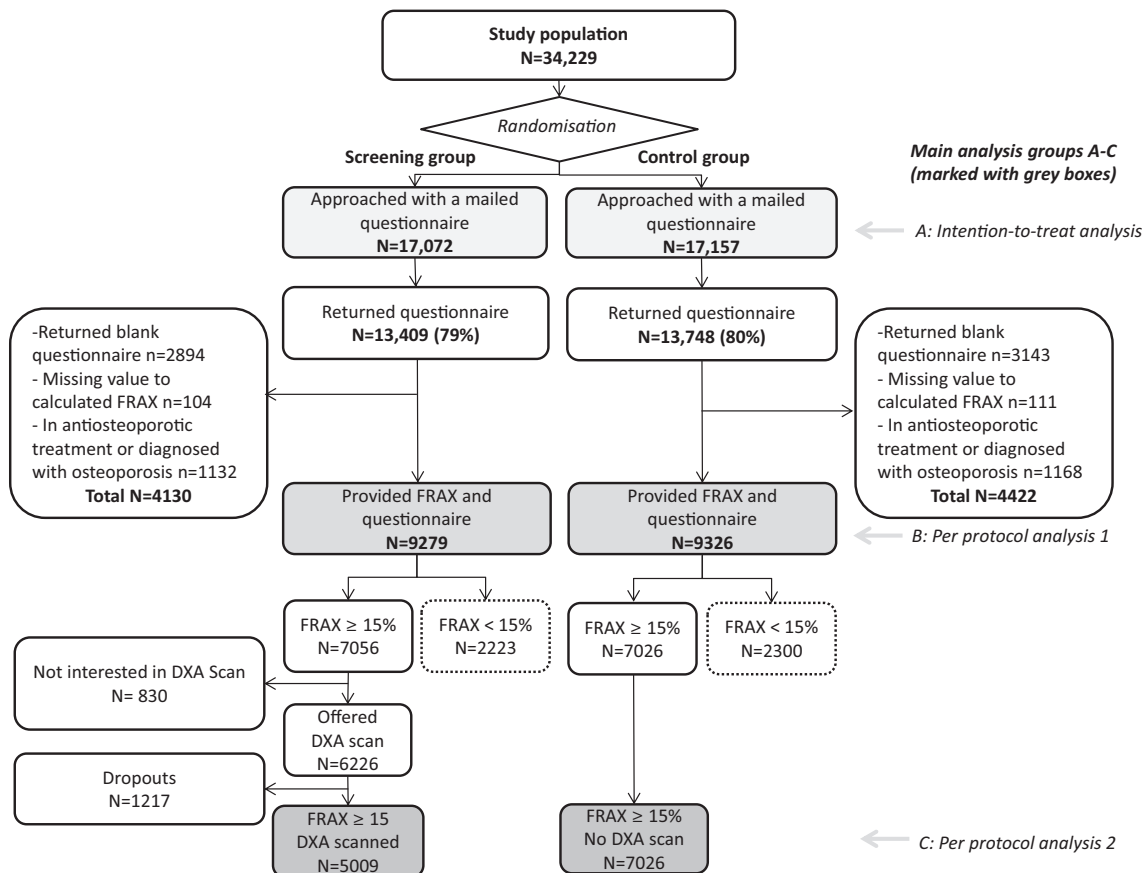 Study population
N=34,229
Randomisation
Screening group
Control group
Main analysis groups A-C
(marked with grey boxes)
Approached with a mailed
questionnaire
N=17,072
Approached with a mailed
questionnaire
N=17,157
A: Intention-to-treat analysis
Returned questionnaire
N=13,409 (79%)
Returned questionnaire
N=13,748 (80%)
-Returned blank
questionnaire n=2894
- Missing value to
calculated FRAX n=104
- In antiosteoporotic
treatment or diagnosed
with osteoporosis n=1132
Total N=4130
-Returned blank
questionnaire n=3143
- Missing value to
calculated FRAX n=111
- In antiosteoporotic
treatment or diagnosed
with osteoporosis n=1168
Total N=4422
Provided FRAX and
questionnaire
N=9279
Provided FRAX and
questionnaire
N=9326
B: Per protocol analysis 1
FRAX ≥ 15%
N=7056
FRAX < 15%
N=2223
FRAX ≥ 15%
N=7026
FRAX < 15%
N=2300
Not interested in DXA Scan
N= 830
Offered
DXA scan
N=6226
Dropouts
N=1217
FRAX ≥ 15
DXA scanned
N=5009
FRAX ≥ 15%
No DXA scan
N=7026
C: Per protocol analysis 2